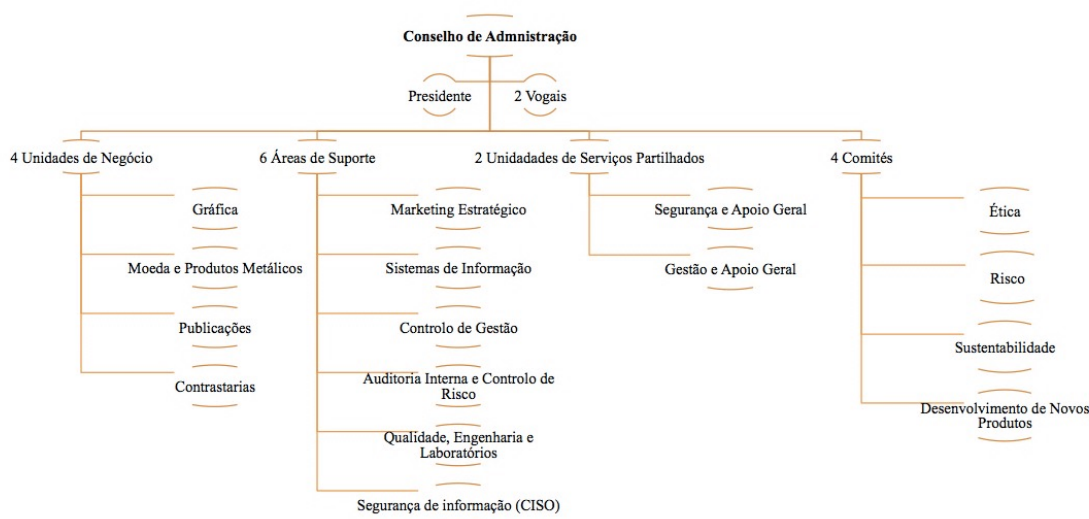 Conselho de Admnistração
Presidente
2 Vogais
4 Unidades de Negócio
6 Áreas de Suporte
2 Unidadades de Serviços Partilhados
4 Comités
Gráfica
Moeda e Produtos Metálicos
Publicações
Contrastarias
Marketing Estratégico
Sistemas de Informação
Controlo de Gestão
Auditoria Interna e Controlo de
Risco
Qualidade, Engenharia e
Laboratórios
Segurança de informação (CISO)
Segurança e Apoio Geral
Gestão e Apoio Geral
Ética
Risco
Sustentabilidade
Desenvolvimento de Novos
Produtos